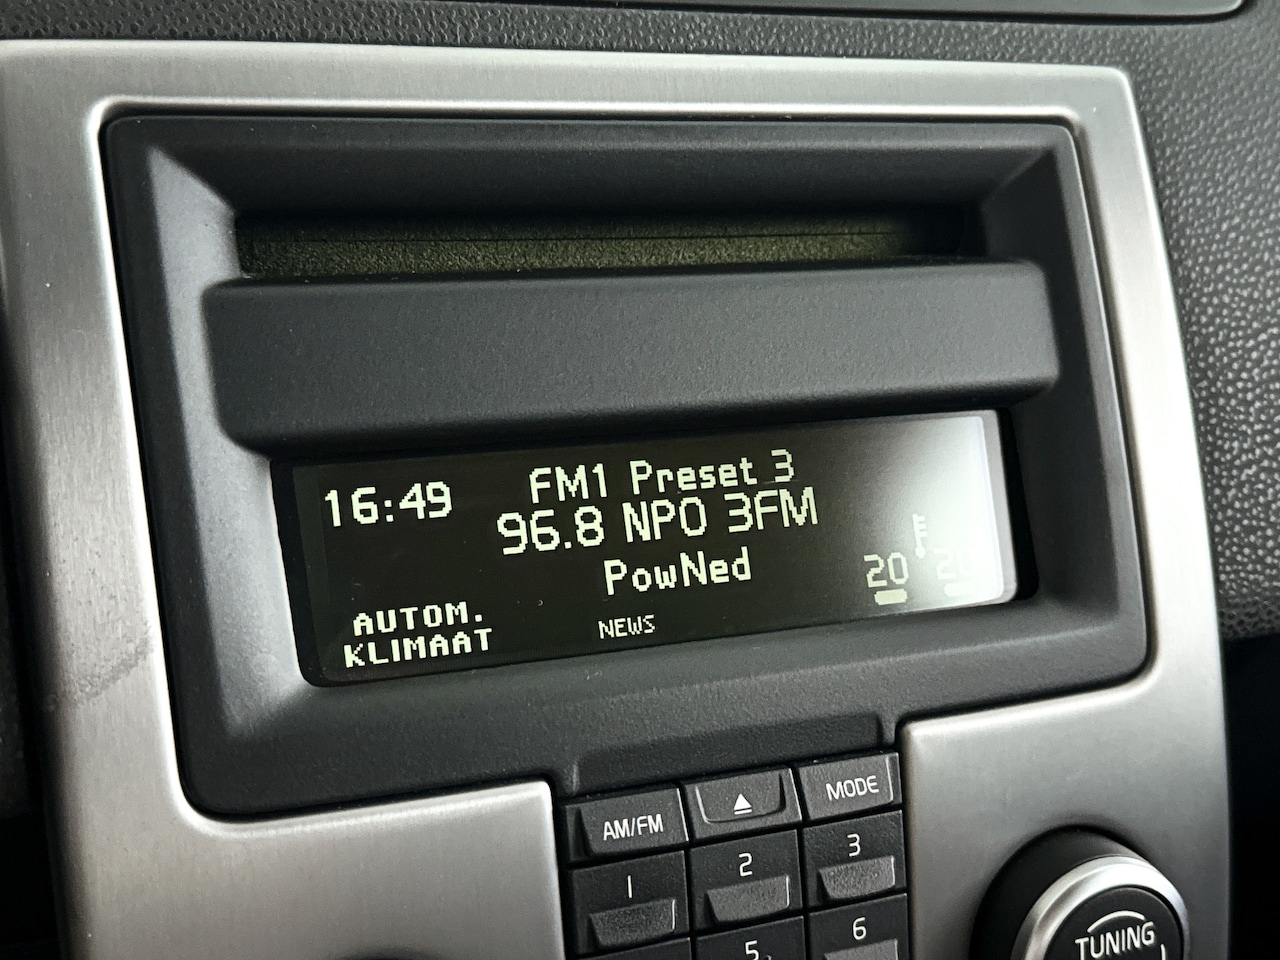 16:49
FM1 Preset 3
96.8 NPO 3FM
PowNed
20 20
AUTOM.
KLIMAAT
NEWS
AM/FM
MODE
1
2
3
5
6
TUNING